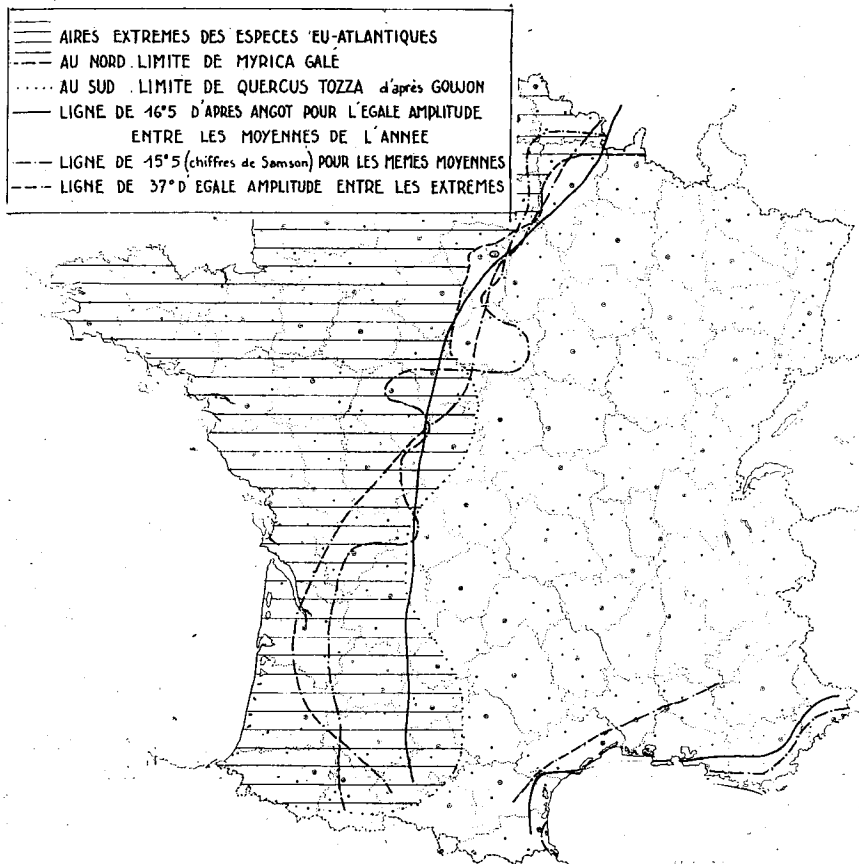 AIRES EXTREMES DES ESPECES EU-ATLANTIQUES
AU NORD. LIMITE DE MYRICA GALÉ
AU SUD . LIMITE DE QUERCUS TOZZA d'après GOUJON
LIGNE DE 16°5 D'APRES ANGOT POUR L'EGALE AMPLITUDE
ENTRE LES MOYENNES DE L'ANNEE
LIGNE DE 15°5 (chiffres de Samson) POUR LES MEMES MOYENNES
LIGNE DE 37° D'EGALE AMPLITUDE ENTRE LES EXTREMES